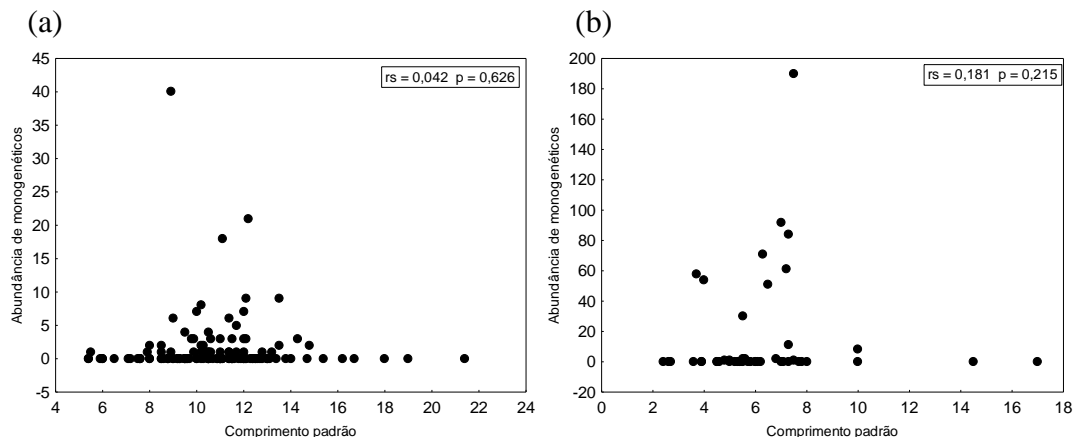 (a)
(b)
45
40
35
30
25
20
15
10
5
0
-5
Abundância de monogenéticos
rs = 0,042 p = 0,626
4 6 8 10 12 14 16 18 20 22 24
Comprimento padrão
200
180
160
140
120
100
80
60
40
20
0
-20
Abundância de monogenéticos
rs = 0,181 p = 0,215
0 2 4 6 8 10 12 14 16 18
Comprimento padrão